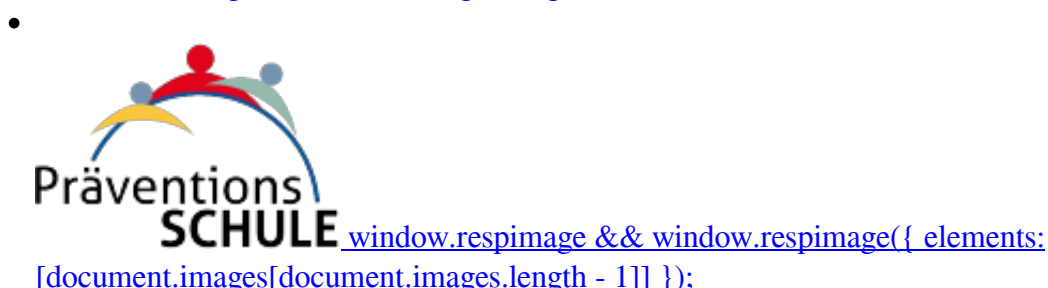 Präventions
SCHULE window.respimage && window.respimage({ elements:
[document.images[document.images.length - 1]] });